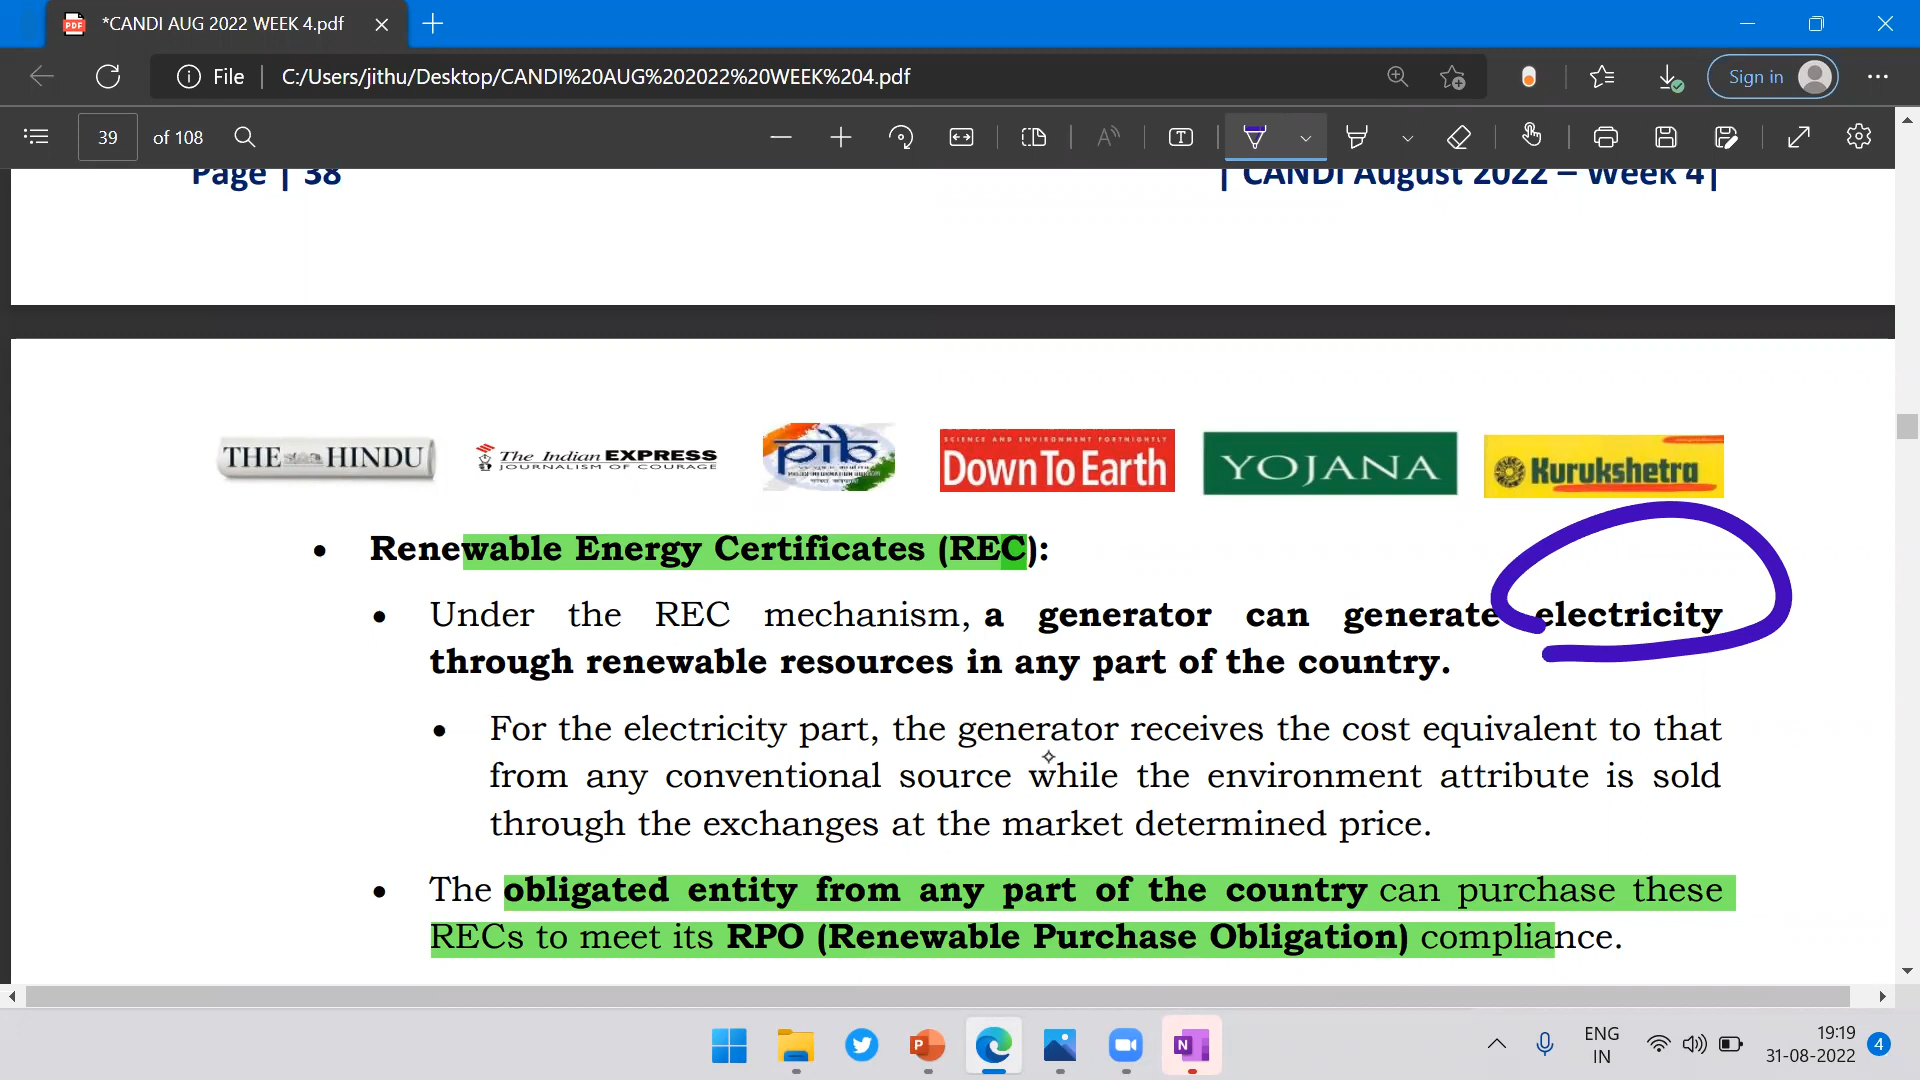 *CANDI AUG 2022 WEEK 4.pdf
File
C:/Users/jithu/Desktop/CANDI%20AUG%202022%20WEEK%204.pdf
Sign in
39 of 108
Page | 38
| CANDI August 2022 – Week 4|
THE HINDU
The Indian EXPRESS
JOURNALISM OF COURAGE
pib
SCIENCE AND ENVIRONMENT FORTNIGHTLY
DownToEarth
YOJANA
Kurukshetra
• Renewable Energy Certificates (REC):
• Under the REC mechanism, a generator can generate electricity
through renewable resources in any part of the country.
• For the electricity part, the generator receives the cost equivalent to that
from any conventional source while the environment attribute is sold
through the exchanges at the market determined price.
• The obligated entity from any part of the country can purchase these
RECs to meet its RPO (Renewable Purchase Obligation) compliance.
ENG
IN
19:19
31-08-2022
4